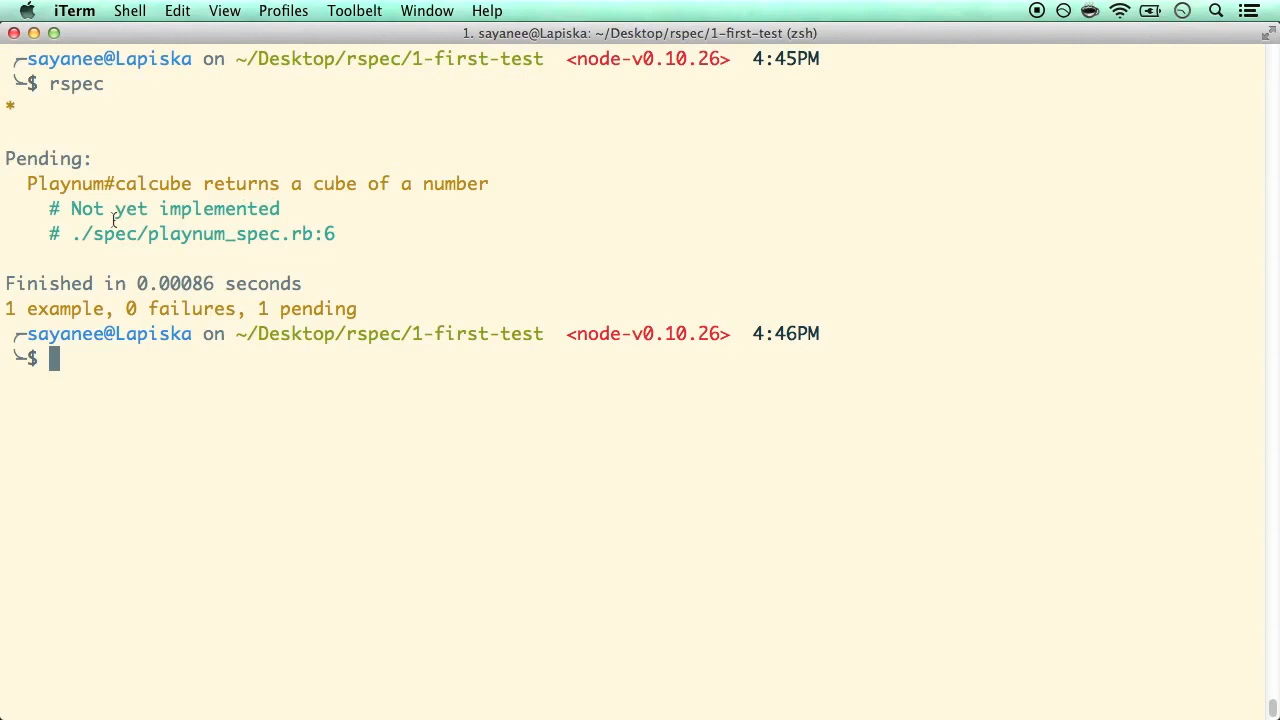 iTerm Shell Edit View Profiles Toolbelt Window Help
1. sayanee@Lapiska: ~/Desktop/rspec/1-first-test (zsh)
╭─sayanee@Lapiska on ~/Desktop/rspec/1-first-test <node-v0.10.26> 4:45PM
╰─$ rspec
*
Pending:
Playnum#calcube returns a cube of a number
# Not yet implemented
# ./spec/playnum_spec.rb:6
Finished in 0.00086 seconds
1 example, 0 failures, 1 pending
╭─sayanee@Lapiska on ~/Desktop/rspec/1-first-test <node-v0.10.26> 4:46PM
╰─$